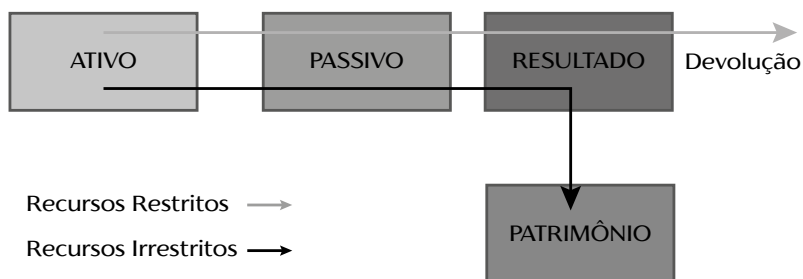 ATIVO
PASSIVO
RESULTADO
Devolução
Recursos Restritos
PATRIMÔNIO
Recursos Irrestritos